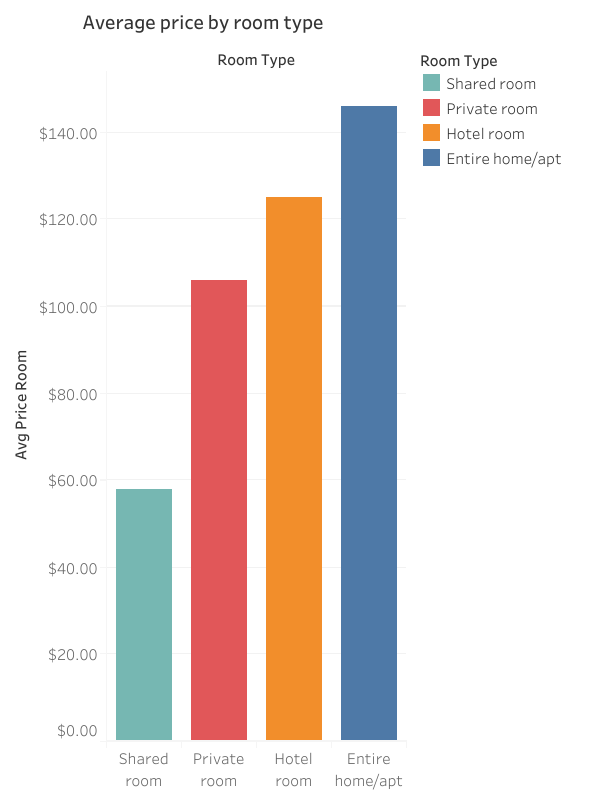 Average price by room type
Room Type
Room Type
Shared room
Private room
Hotel room
Entire home/apt
Avg Price Room
$140.00
$120.00
$100.00
$80.00
$60.00
$40.00
$20.00
$0.00
Shared room
Private room
Hotel room
Entire home/apt